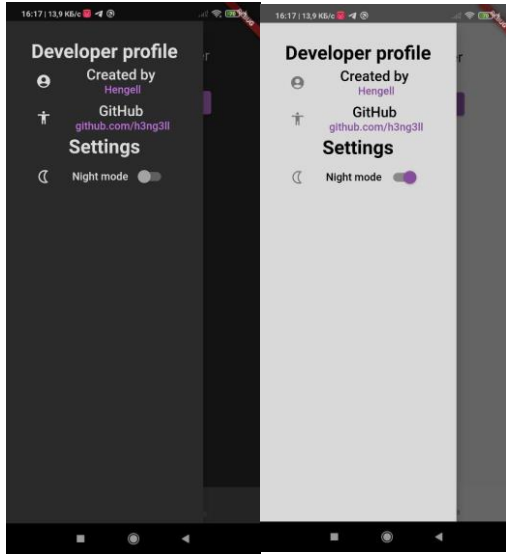 16:17 | 13,9 КБ/с
Developer profile
Created by
Hengell
GitHub
github.com/h3ng3ll
Settings
Night mode
16:17 | 13,9 КБ/с
Developer profile
Created by
Hengell
GitHub
github.com/h3ng3ll
Settings
Night mode